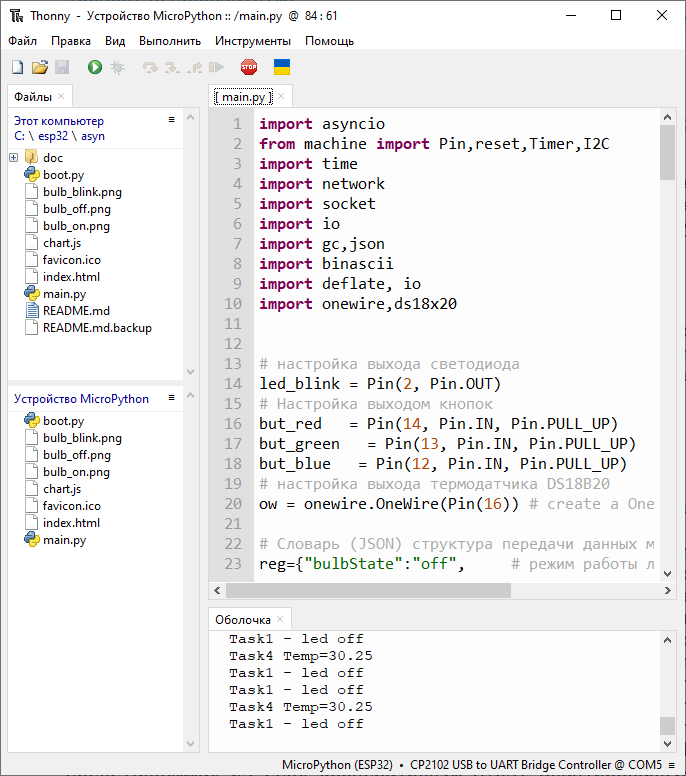 Thonny - Устройство MicroPython :: /main.py @ 84 : 61
Файл Правка Вид Выполнить Инструменты Помощь
STOP
Файлы
Этот компьютер
C: \ esp32 \ asyn
doc
boot.py
bulb_blink.png
bulb_off.png
bulb_on.png
chart.js
favicon.ico
index.html
main.py
README.md
README.md.backup
Устройство MicroPython
boot.py
bulb_blink.png
bulb_off.png
bulb_on.png
chart.js
favicon.ico
index.html
main.py
[ main.py ]
1 import asyncio
2 from machine import Pin,reset,Timer,I2C
3 import time
4 import network
5 import socket
6 import io
7 import gc,json
8 import binascii
9 import deflate, io
10 import onewire,ds18x20
11
12
13 # настройка выхода светодиода
14 led_blink = Pin(2, Pin.OUT)
15 # Настройка выходом кнопок
16 but_red   = Pin(14, Pin.IN, Pin.PULL_UP)
17 but_green   = Pin(13, Pin.IN, Pin.PULL_UP)
18 but_blue   = Pin(12, Pin.IN, Pin.PULL_UP)
19 # настройка выхода термодатчика DS18B20
20 ow = onewire.OneWire(Pin(16)) # create a One
21
22 # Словарь (JSON) структура передачи данных м
23 reg={"bulbState":"off",     # режим работы л
Оболочка
Task1 - led off
Task4 Temp=30.25
Task1 - led off
Task1 - led off
Task4 Temp=30.25
Task1 - led off
MicroPython (ESP32) • CP2102 USB to UART Bridge Controller @ COM5 ≡